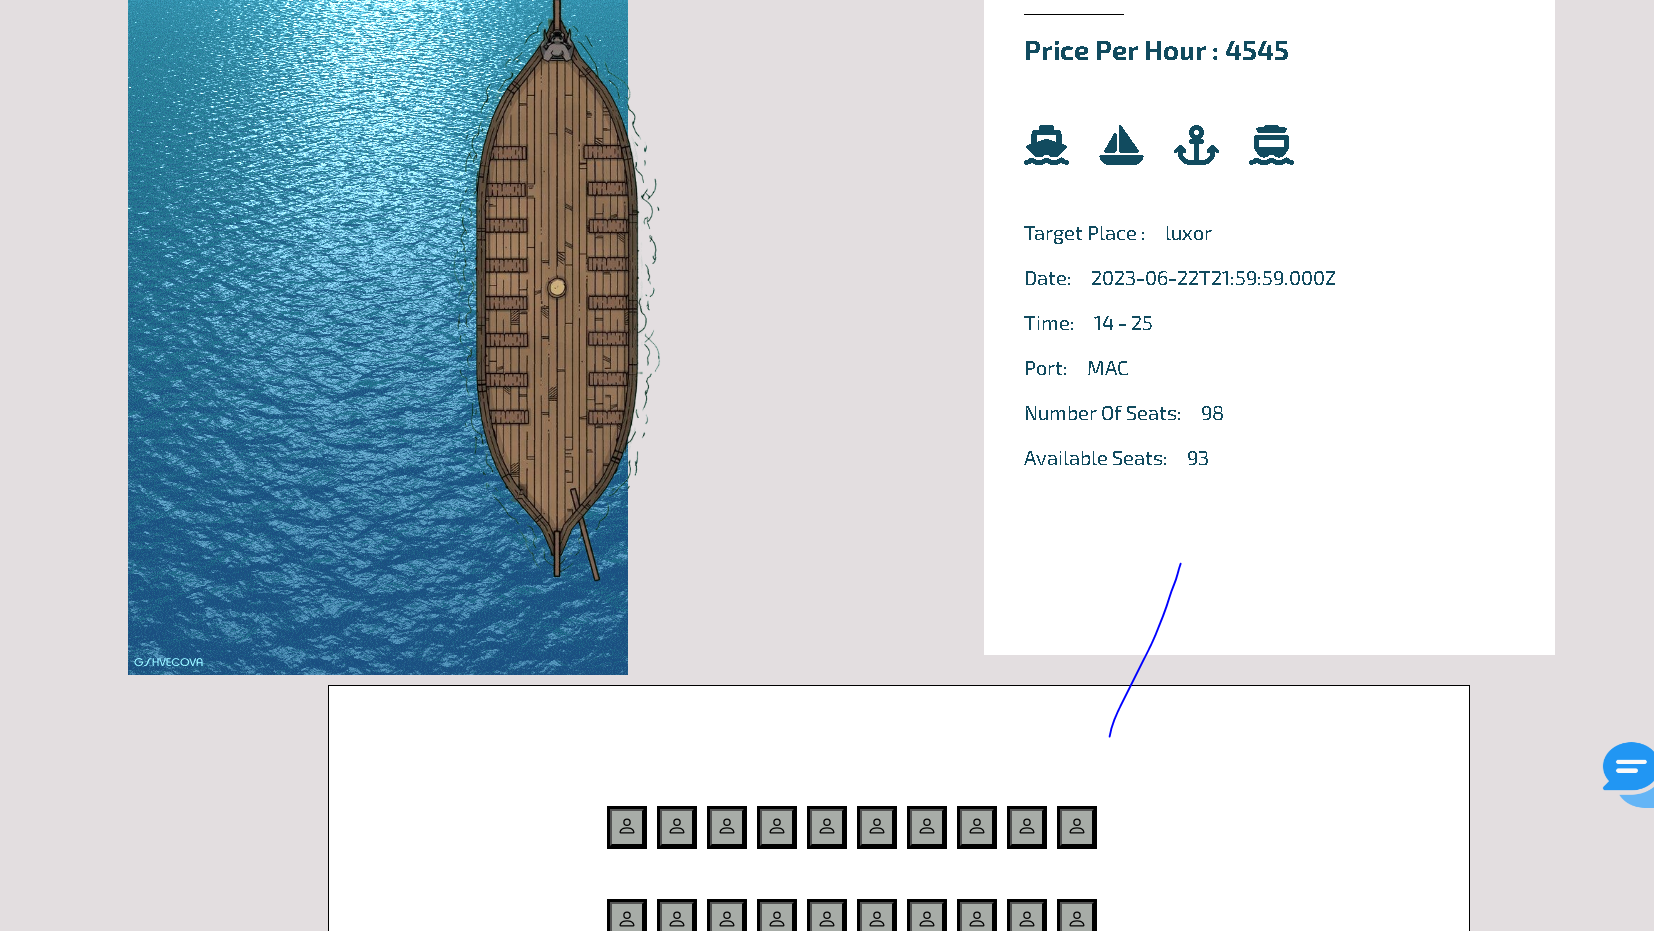 Price Per Hour : 4545
Target Place : luxor
Date: 2023-06-22T21:59:59.000Z
Time: 14 - 25
Port: MAC
Number Of Seats: 98
Available Seats: 93
G/HVECOVA